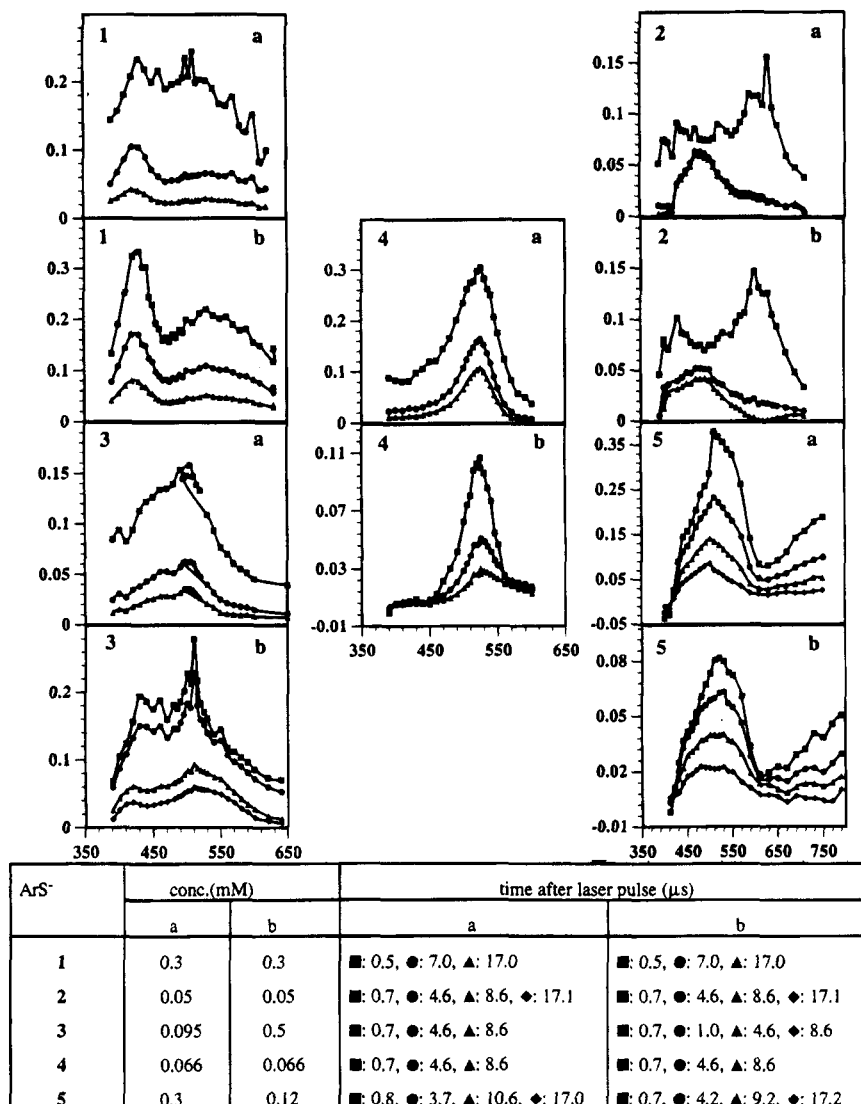 1 a
0.2
0.1
0
2 a
0.15
0.1
0.05
0
1 b
0.3
0.2
0.1
0
4 a
0.3
0.2
0.1
0
2 b
0.15
0.1
0.05
0
3 a
0.15
0.1
0.05
0
4 b
0.11
0.07
0.03
-0.01
350 450 550 650
5 a
0.35
0.25
0.15
0.05
-0.05
3 b
0.2
0.1
0
350 450 550 650
5 b
0.08
0.05
0.02
-0.01
350 450 550 650 750
ArS- conc.(mM) time after laser pulse (μs)
a b a b
1 0.3 0.3 ■: 0.5, ●: 7.0, ▲: 17.0 ■: 0.5, ●: 7.0, ▲: 17.0
2 0.05 0.05 ■: 0.7, ●: 4.6, ▲: 8.6, ◆: 17.1 ■: 0.7, ●: 4.6, ▲: 8.6, ◆: 17.1
3 0.095 0.5 ■: 0.7, ●: 4.6, ▲: 8.6 ■: 0.7, ●: 1.0, ▲: 4.6, ◆: 8.6
4 0.066 0.066 ■: 0.7, ●: 4.6, ▲: 8.6 ■: 0.7, ●: 4.6, ▲: 8.6
5 0.3 0.12 ■: 0.8, ●: 3.7, ▲: 10.6, ◆: 17.0 ■: 0.7, ●: 4.2, ▲: 9.2, ◆: 17.2